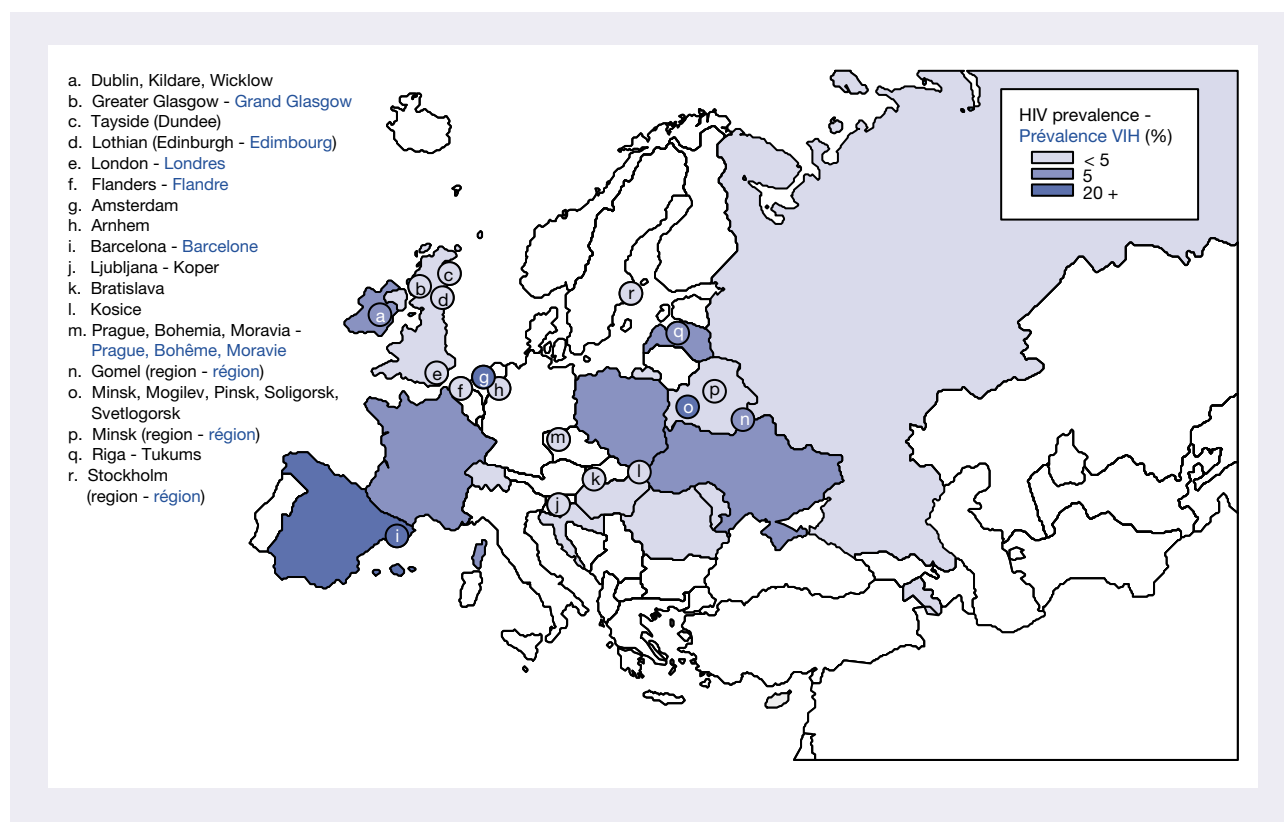 a. Dublin, Kildare, Wicklow
b. Greater Glasgow - Grand Glasgow
c. Tayside (Dundee)
d. Lothian (Edinburgh - Edimbourg)
e. London - Londres
f. Flanders - Flandre
g. Amsterdam
h. Arnhem
i. Barcelona - Barcelone
j. Ljubljana - Koper
k. Bratislava
l. Kosice
m. Prague, Bohemia, Moravia -
Prague, Bohême, Moravie
n. Gomel (region - région)
o. Minsk, Mogilev, Pinsk, Soligorsk,
Svetlogorsk
p. Minsk (region - région)
q. Riga - Tukums
r. Stockholm
(region - région)
HIV prevalence -
Prévalence VIH (%)
< 5
5
20 +
r
c
b
d
a
q
e
f
g
h
p
o
n
m
l
k
j
i